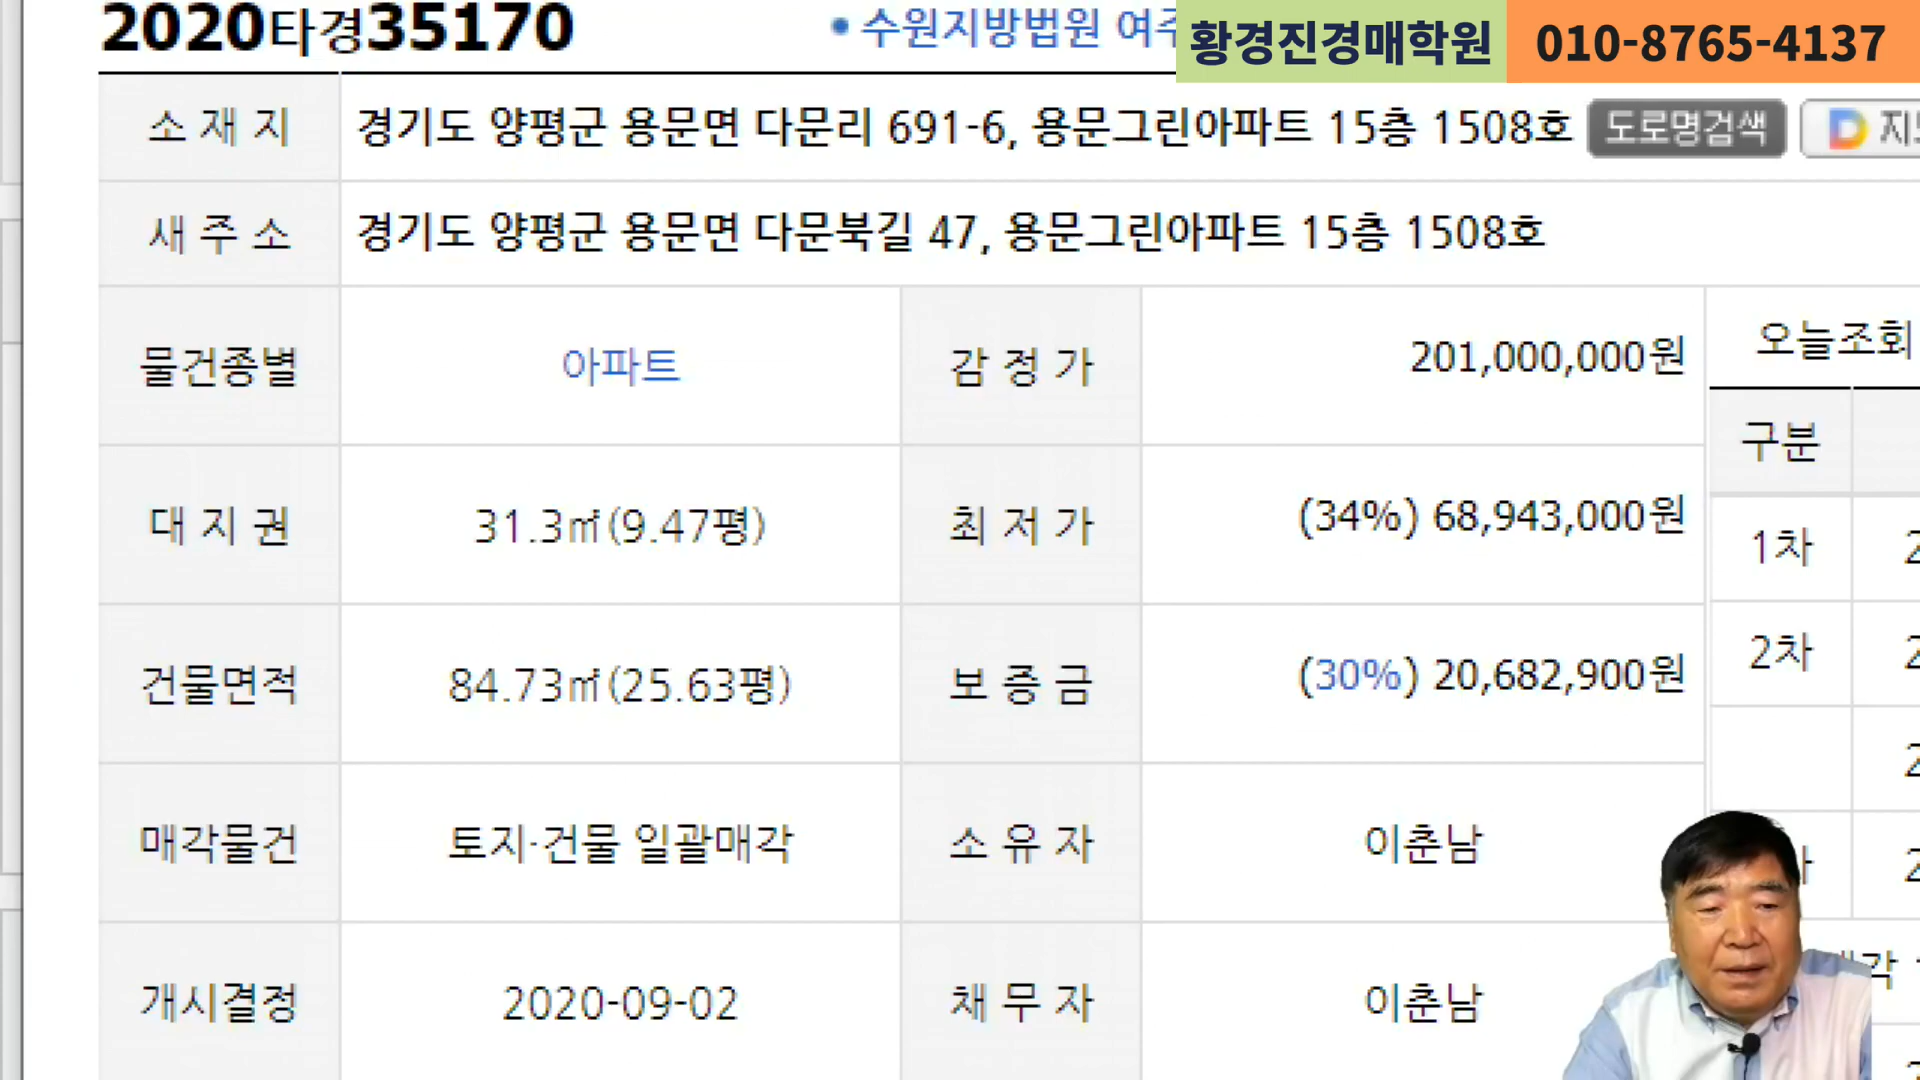 2020타경35170
• 수원지방법원
황경진경매학원
010-8765-4137
소 재 지
경기도 양평군 용문면 다문리 691-6, 용문그린아파트 15층 1508호
도로명검색
새 주 소
경기도 양평군 용문면 다문북길 47, 용문그린아파트 15층 1508호
물건종별
아파트
감 정 가
201,000,000원
오늘조회
구분
대 지 권
31.3㎡(9.47평)
최 저 가
(34%) 68,943,000원
1차
2차
건물면적
84.73㎡(25.63평)
보 증 금
(30%) 20,682,900원
매각물건
토지·건물 일괄매각
소 유 자
이춘남
개시결정
2020-09-02
채 무 자
이춘남